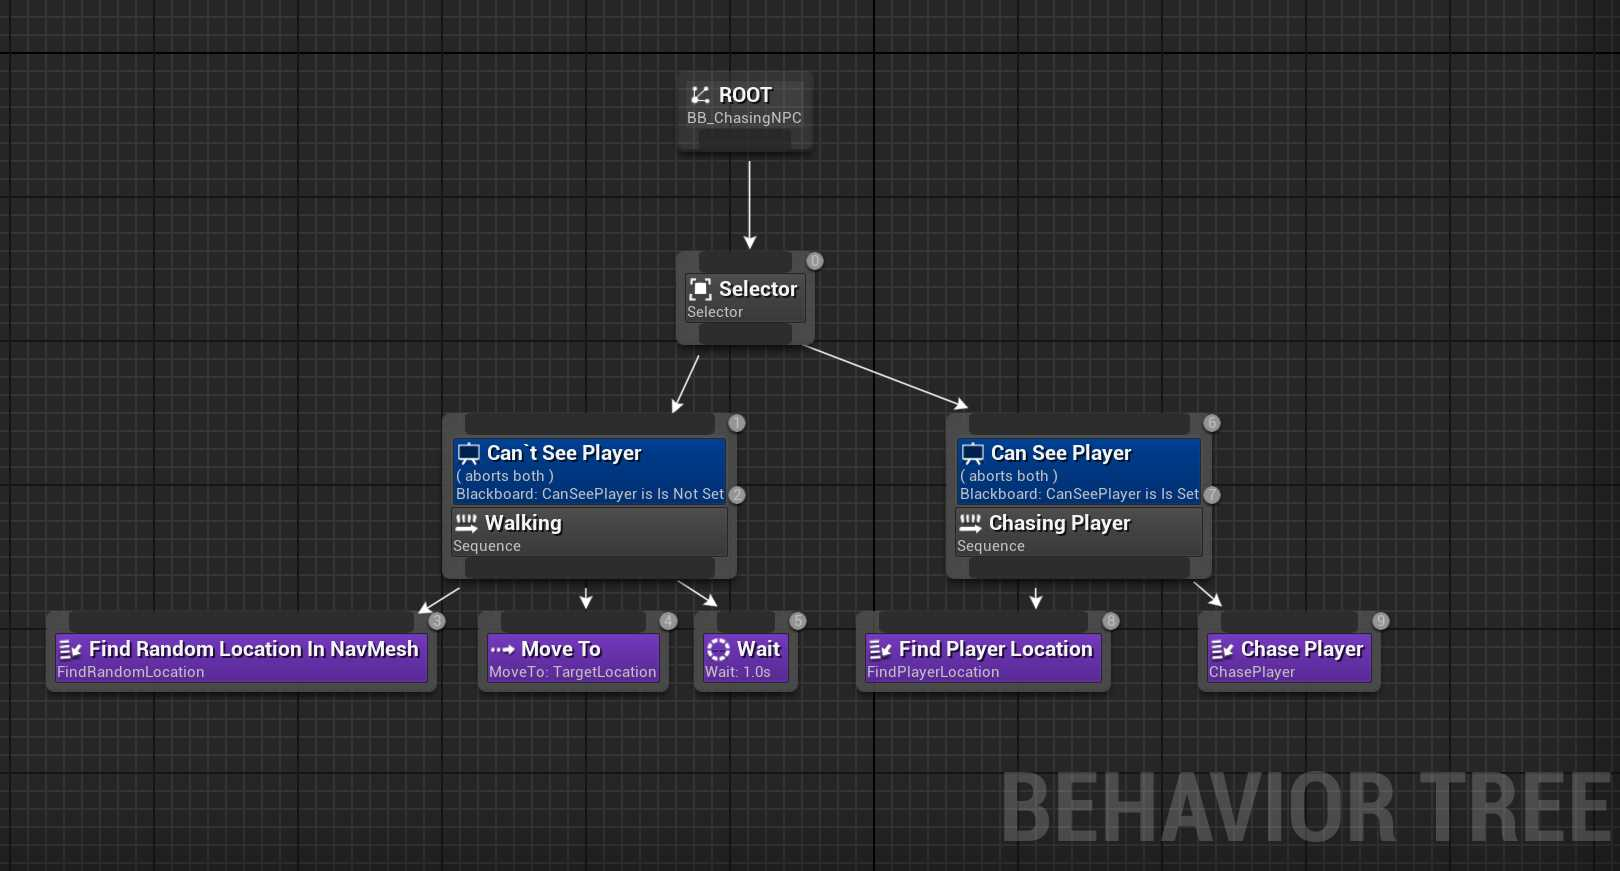 ROOT
BB_ChasingNPC
0
Selector
Selector
1
Can`t See Player
( aborts both )
Blackboard: CanSeePlayer is Is Not Set
2
Walking
Sequence
6
Can See Player
( aborts both )
Blackboard: CanSeePlayer is Is Set
7
Chasing Player
Sequence
3
Find Random Location In NavMesh
FindRandomLocation
4
Move To
MoveTo: TargetLocation
5
Wait
Wait: 1.0s
8
Find Player Location
FindPlayerLocation
9
Chase Player
ChasePlayer
BEHAVIOR TREE